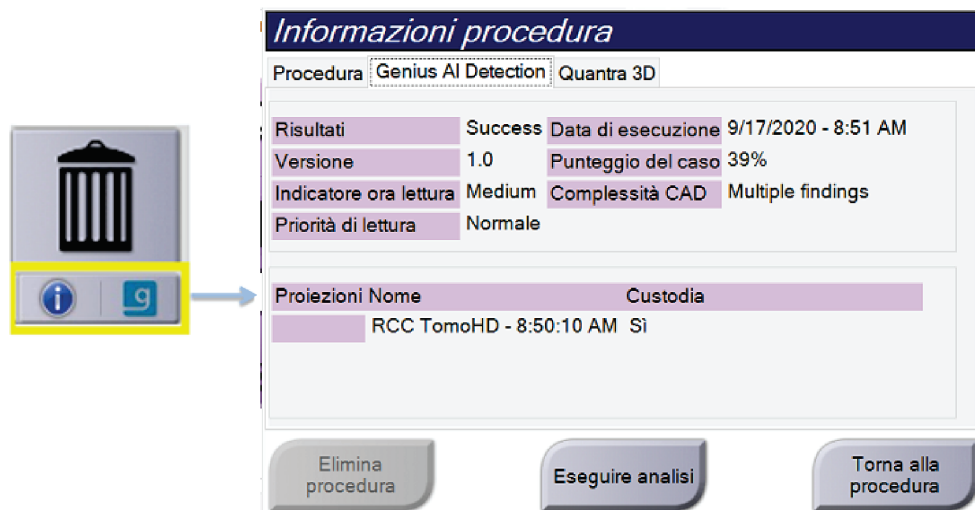 Informazioni procedura
Procedura Genius AI Detection Quantra 3D
Risultati Success Data di esecuzione 9/17/2020 - 8:51 AM
Versione 1.0 Punteggio del caso 39%
Indicatore ora lettura Medium Complessità CAD Multiple findings
Priorità di lettura Normale
i g
Proiezioni Nome Custodia
RCC TomoHD - 8:50:10 AM Sì
Elimina procedura Eseguire analisi Torna alla procedura